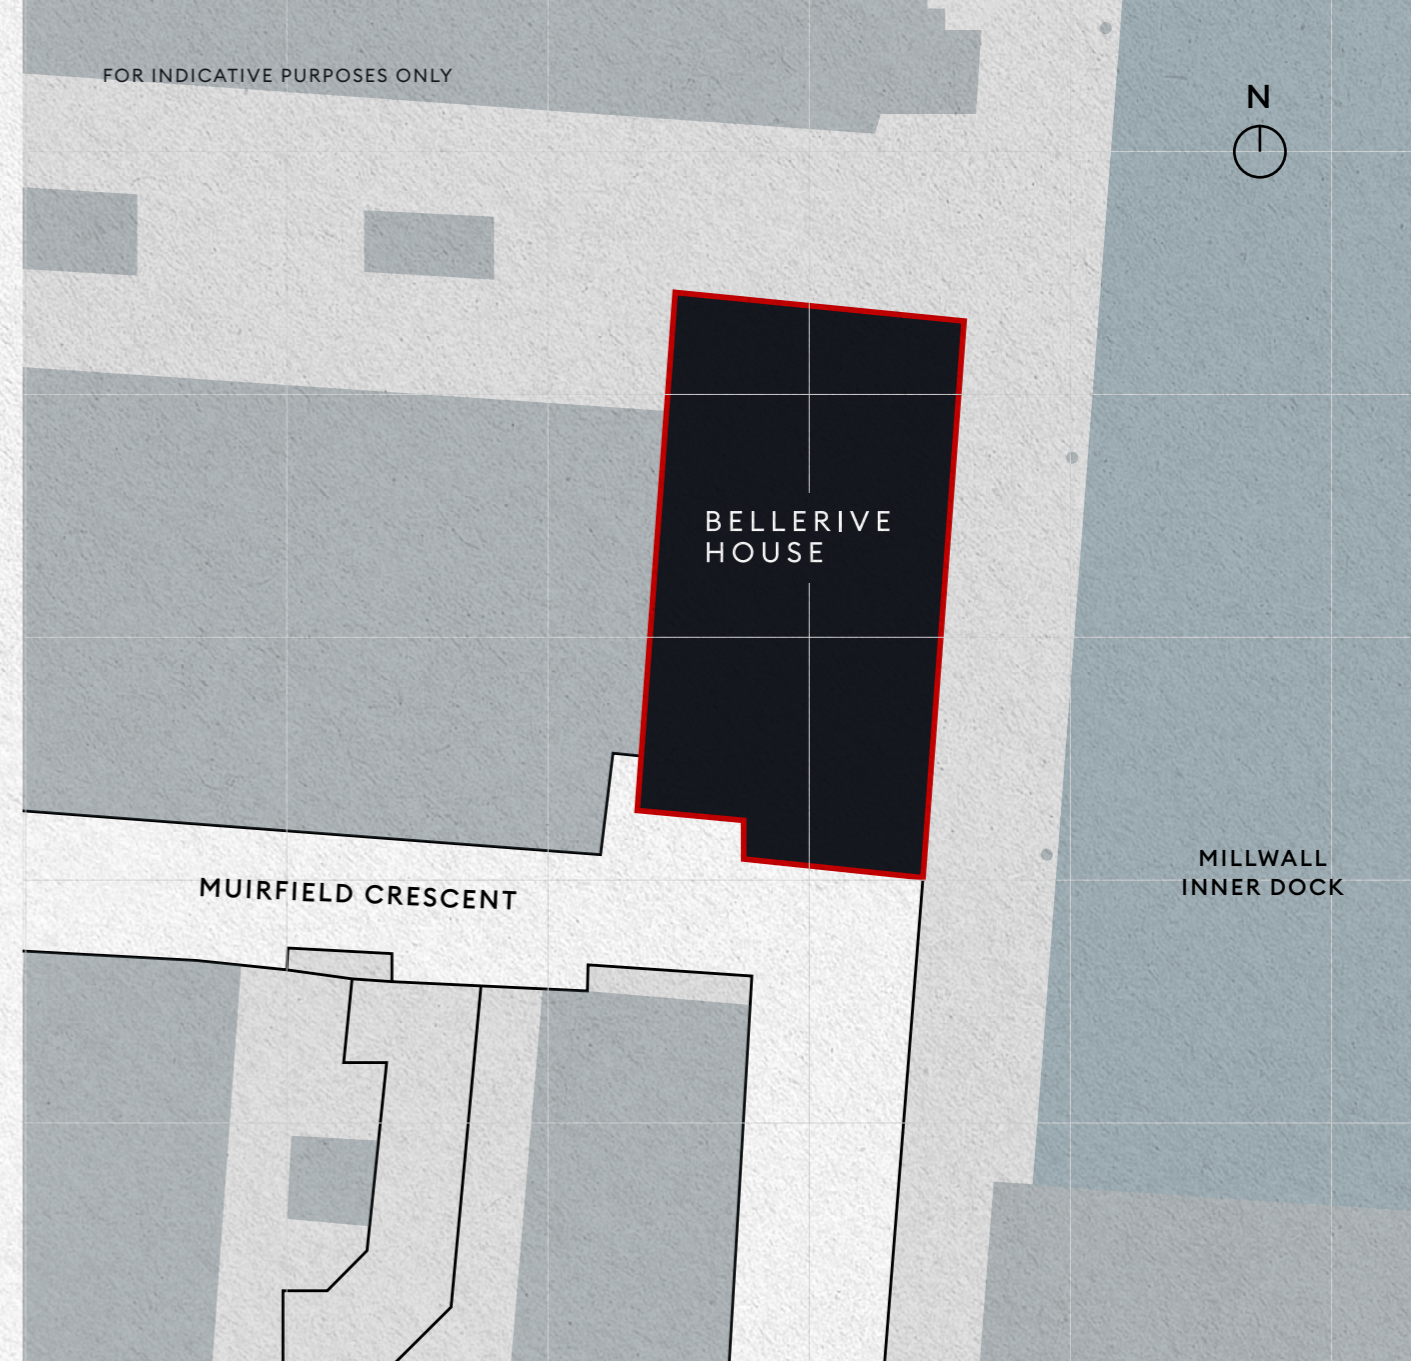 FOR INDICATIVE PURPOSES ONLY
N
BELLERIVE
HOUSE
MILLWALL
INNER DOCK
MUIRFIELD CRESCENT